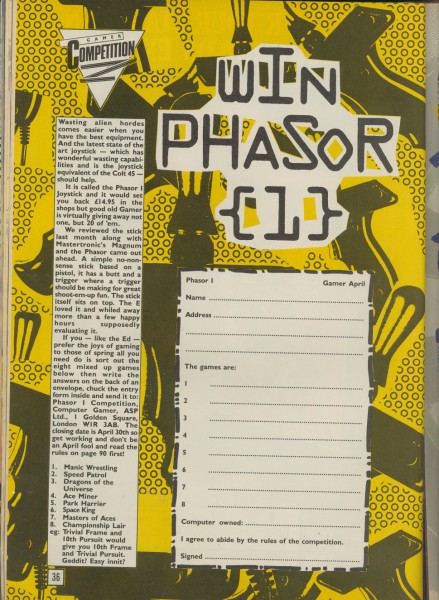 GAMER
COMPETITION
WIN
PHASOR
{1}
Wasting alien hordes
comes easier when you
have the best equipment.
And the latest state of the
art joystick — which has
wonderful wasting capabi-
lities and is the joystick
equivalent of the Colt 45 —
should help.
It is called the Phasor 1
Joystick and it would set
you back £14.95 in the
shops but good old Gamer
is virtually giving away not
one, but 20 of 'em.
We reviewed the stick
last month along with
Mastertronic's Magnum
and the Phasor came out
ahead. A simple no-non-
sense stick based on a
pistol, it has a butt and a
trigger where a trigger
should be making for great
shoot-em-up fun. The stick
itself sits on top. The E
loved it and whiled away
more than a few happy
hours supposedly
evaluating it.
If you — like the Ed —
prefer the joys of gaming
to those of spring all you
need do is sort out the
eight mixed up games
below then write the
answers on the back of an
envelope, chuck the entry
form inside and send it to:
Phasor 1 Competition,
Computer Gamer, ASP
Ltd., 1 Golden Square,
London W1R 3AB. The
closing date is April 30th so
get working and don't be
an April fool and read the
rules on page 90 first!
1. Manic Wrestling
2. Speed Patrol
3. Dragons of the
Universe
4. Ace Miner
5. Park Harrier
6. Space King
7. Masters of Aces
8. Championship Lair
eg: Trivial Frame and
10th Pursuit would
give you 10th Frame
and Trivial Pursuit.
Geddit? Easy innit?
36
Phasor 1 Gamer April
Name
Address
The games are:
1
2
3
4
5
6
7
8
Computer owned:
I agree to abide by the rules of the competition.
Signed